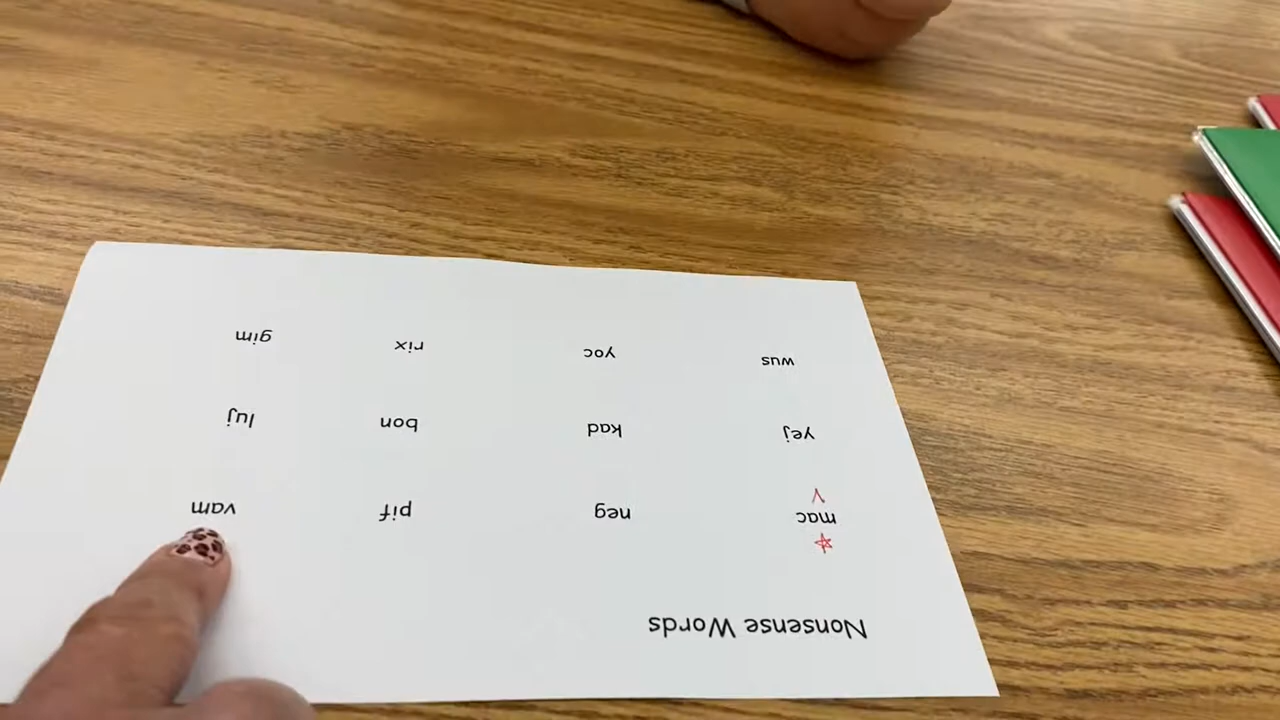 Nonsense Words
mac neg pif vam
yej kad bon luj
wus yoc rix gim